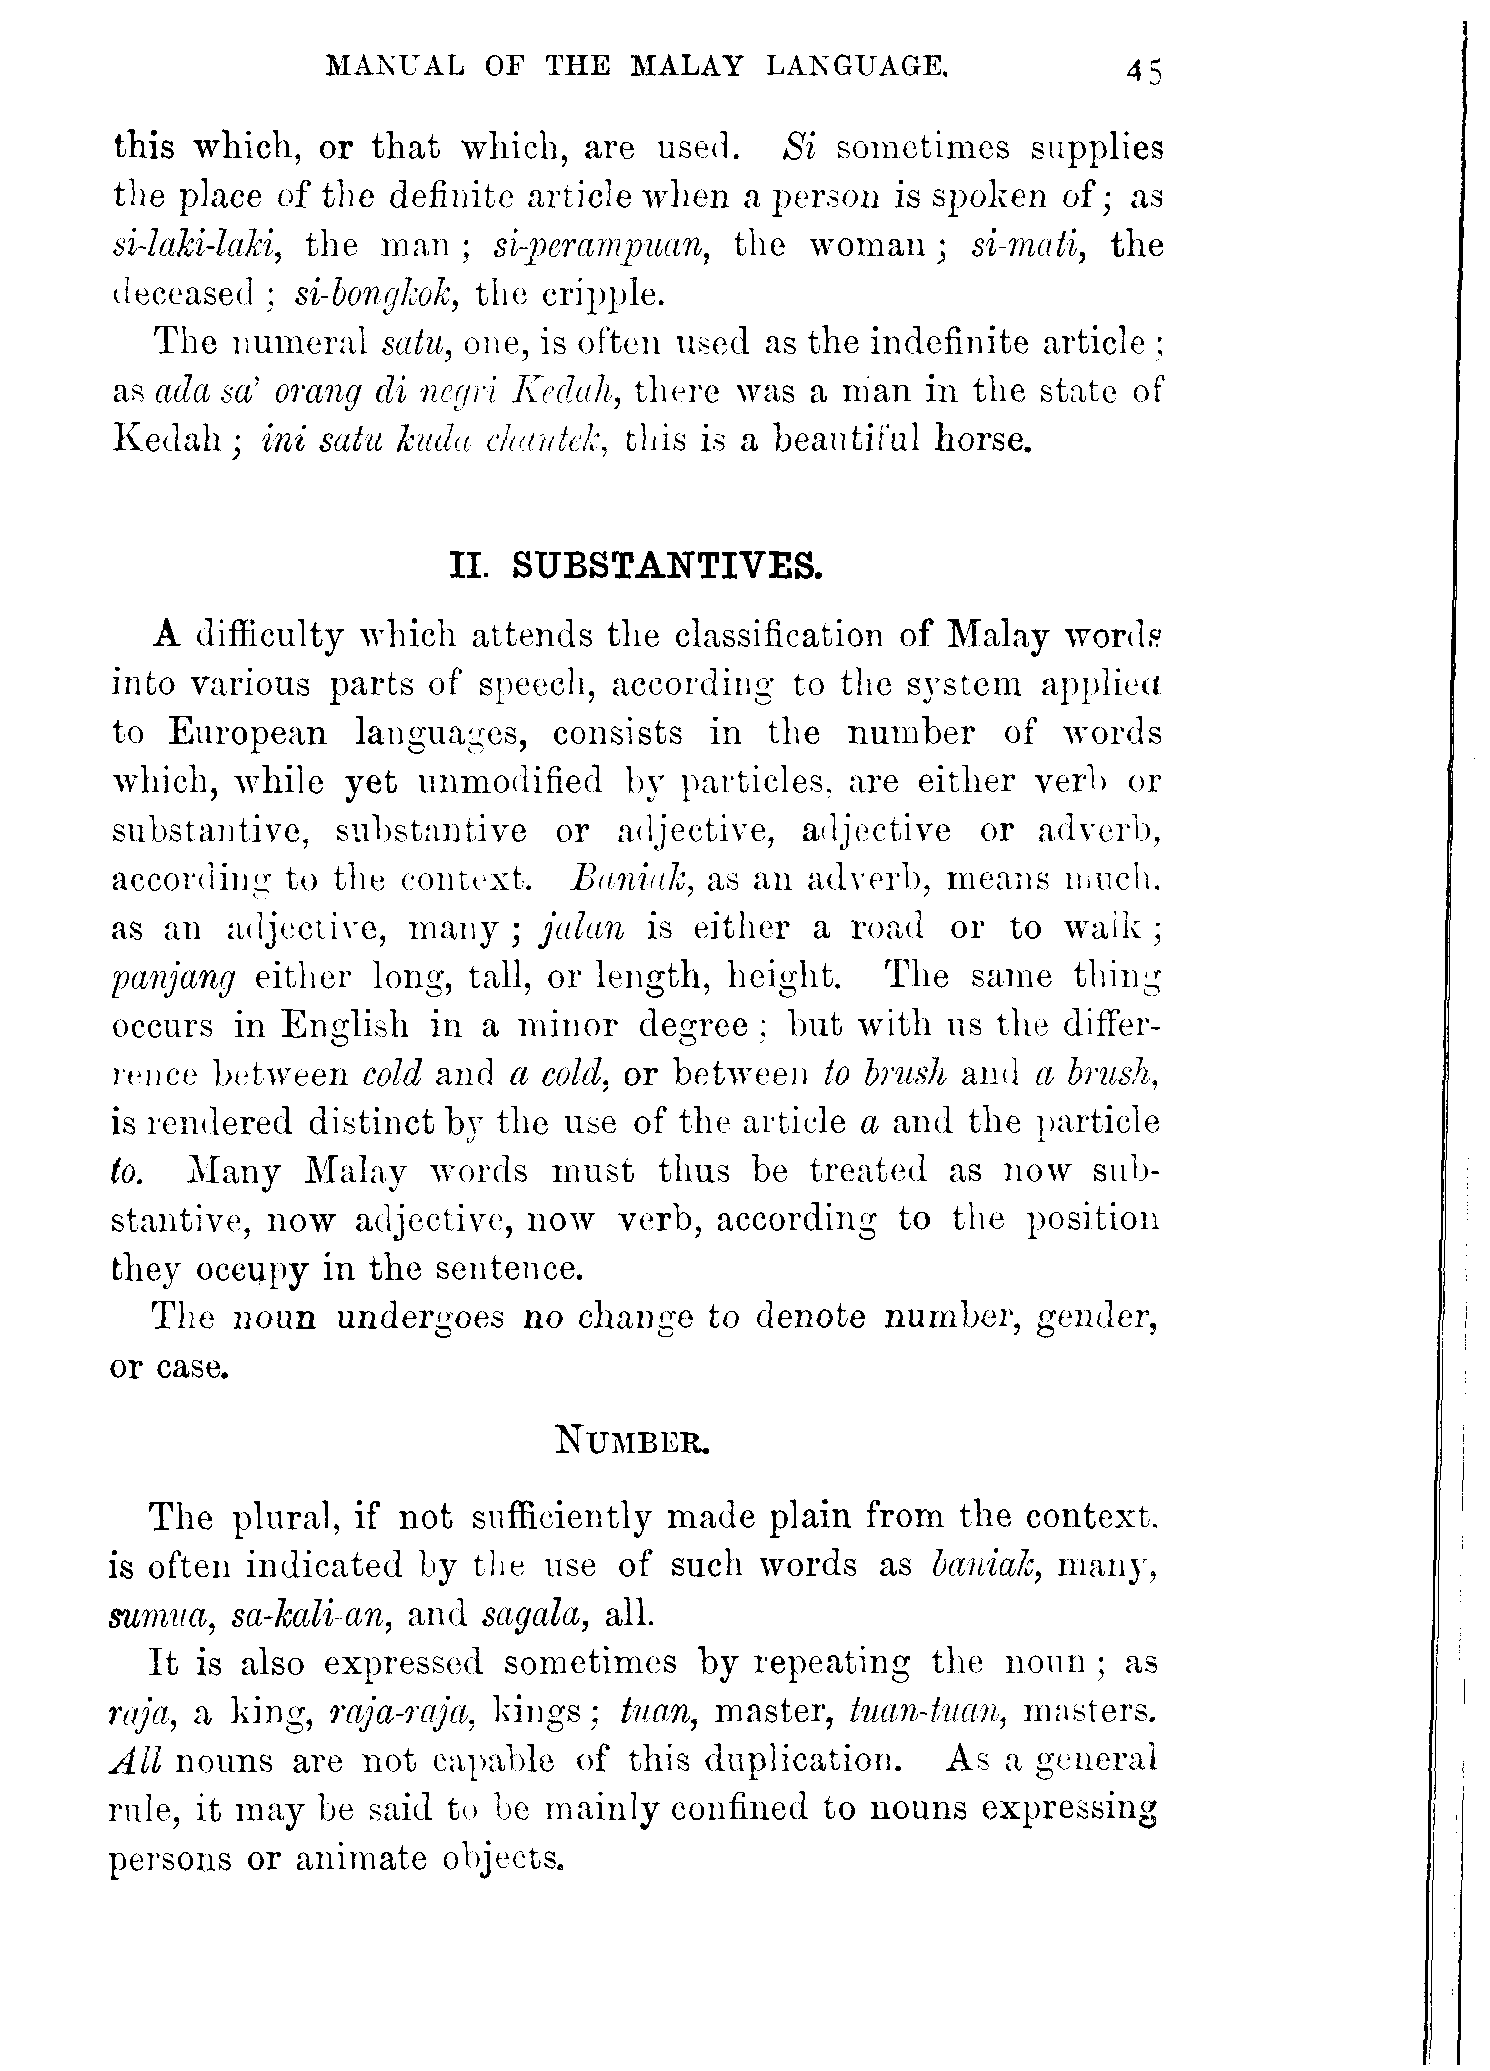 MANUAL OF THE MALAY LANGUAGE. 45
this which, or that which, are used. Si sometimes supplies
the place of the definite article when a person is spoken of; as
si-laki-laki, the man ; si-perampuan, the woman ; si-mati, the
deceased ; si-bongkok, the cripple.
The numeral satu, one, is often used as the indefinite article ;
as ada sa' orang di negri Kedah, there was a man in the state of
Kedah ; ini satu kuda chantek, this is a beautiful horse.
II. SUBSTANTIVES.
A difficulty which attends the classification of Malay words
into various parts of speech, according to the system applied
to European languages, consists in the number of words
which, while yet unmodified by particles, are either verb or
substantive, substantive or adjective, adjective or adverb,
according to the context. Baniak, as an adverb, means much.
as an adjective, many ; jalan is either a road or to walk ;
panjang either long, tall, or length, height. The same thing
occurs in English in a minor degree ; but with us the differ-
rence between cold and a cold, or between to brush and a brush,
is rendered distinct by the use of the article a and the particle
to. Many Malay words must thus be treated as now sub-
stantive, now adjective, now verb, according to the position
they occupy in the sentence.
The noun undergoes no change to denote number, gender,
or case.
NUMBER.
The plural, if not sufficiently made plain from the context.
is often indicated by the use of such words as baniak, many,
sumua, sa-kali-an, and sagala, all.
It is also expressed sometimes by repeating the noun ; as
raja, a king, raja-raja, kings ; tuan, master, tuan-tuan, masters.
All nouns are not capable of this duplication. As a general
rule, it may be said to be mainly confined to nouns expressing
persons or animate objects.